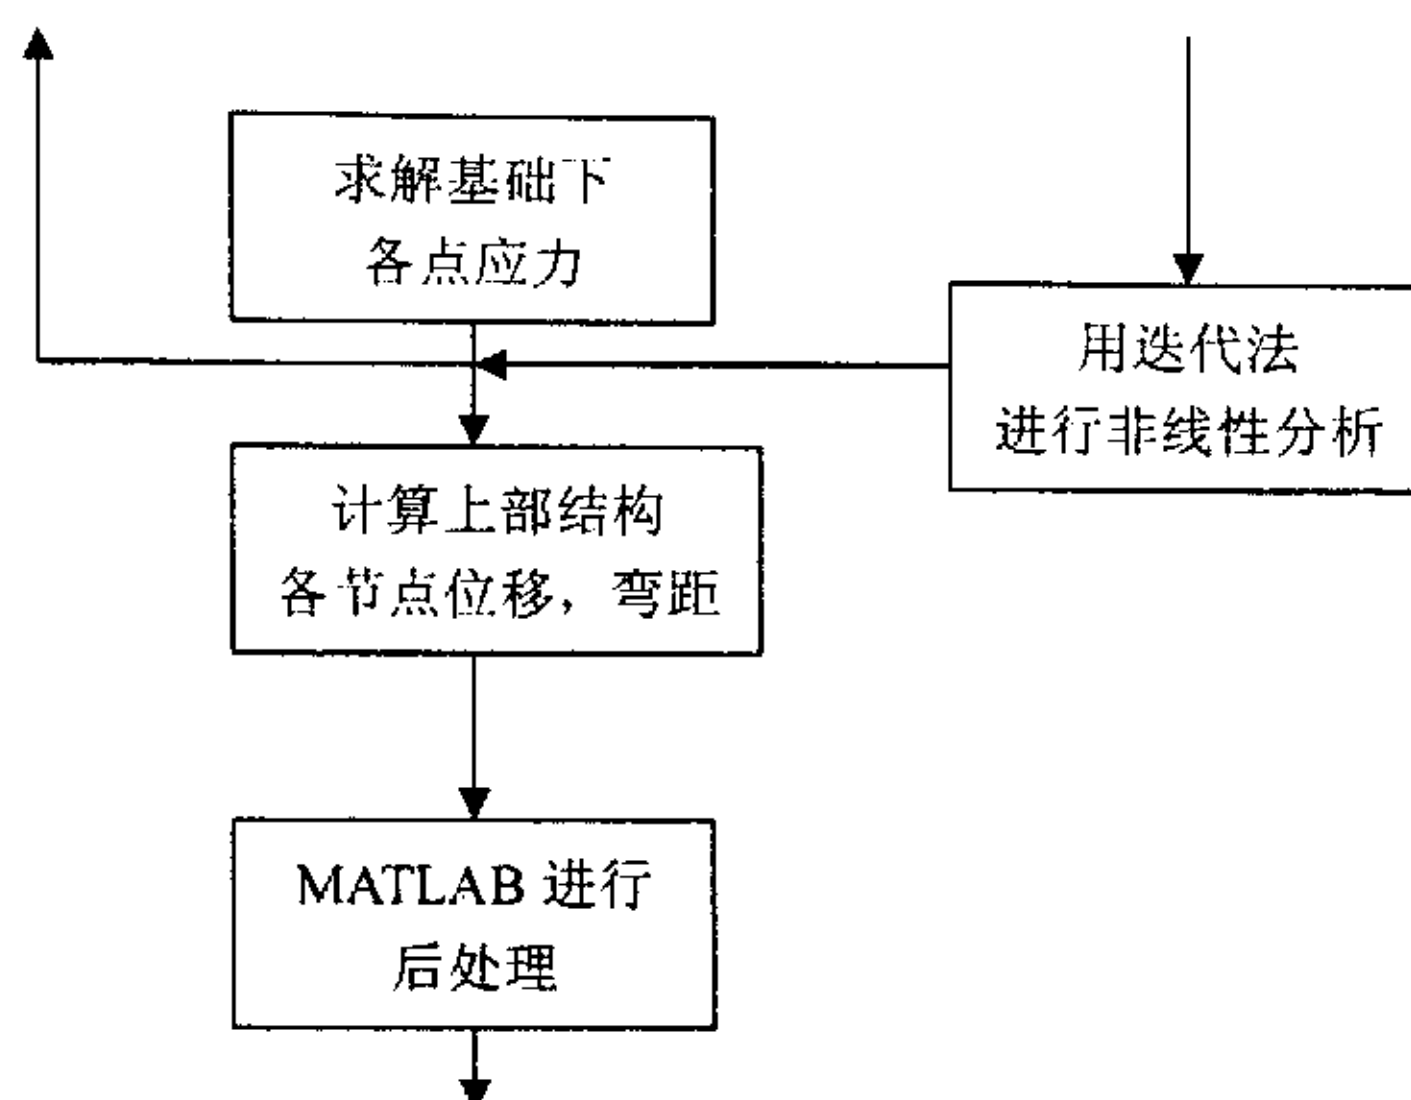 求解基础下
各点应力
用迭代法
进行非线性分析
计算上部结构
各节点位移，弯距
MATLAB 进行
后处理